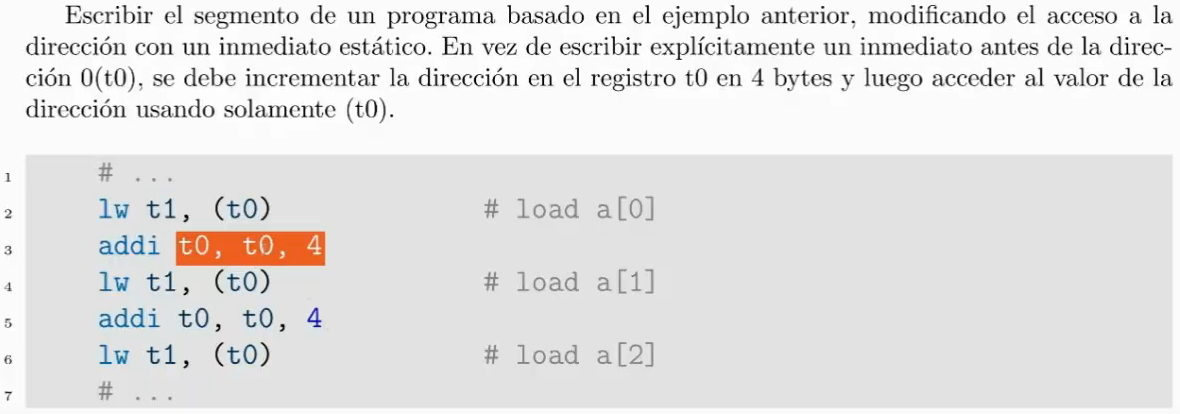 Escribir el segmento de un programa basado en el ejemplo anterior, modificando el acceso a la
dirección con un inmediato estático. En vez de escribir explícitamente un inmediato antes de la direc-
ción 0(t0), se debe incrementar la dirección en el registro t0 en 4 bytes y luego acceder al valor de la
dirección usando solamente (t0).
1 # ...
2 lw t1, (t0) # load a[0]
3 addi t0, t0, 4
4 lw t1, (t0) # load a[1]
5 addi t0, t0, 4
6 lw t1, (t0) # load a[2]
7 # ...